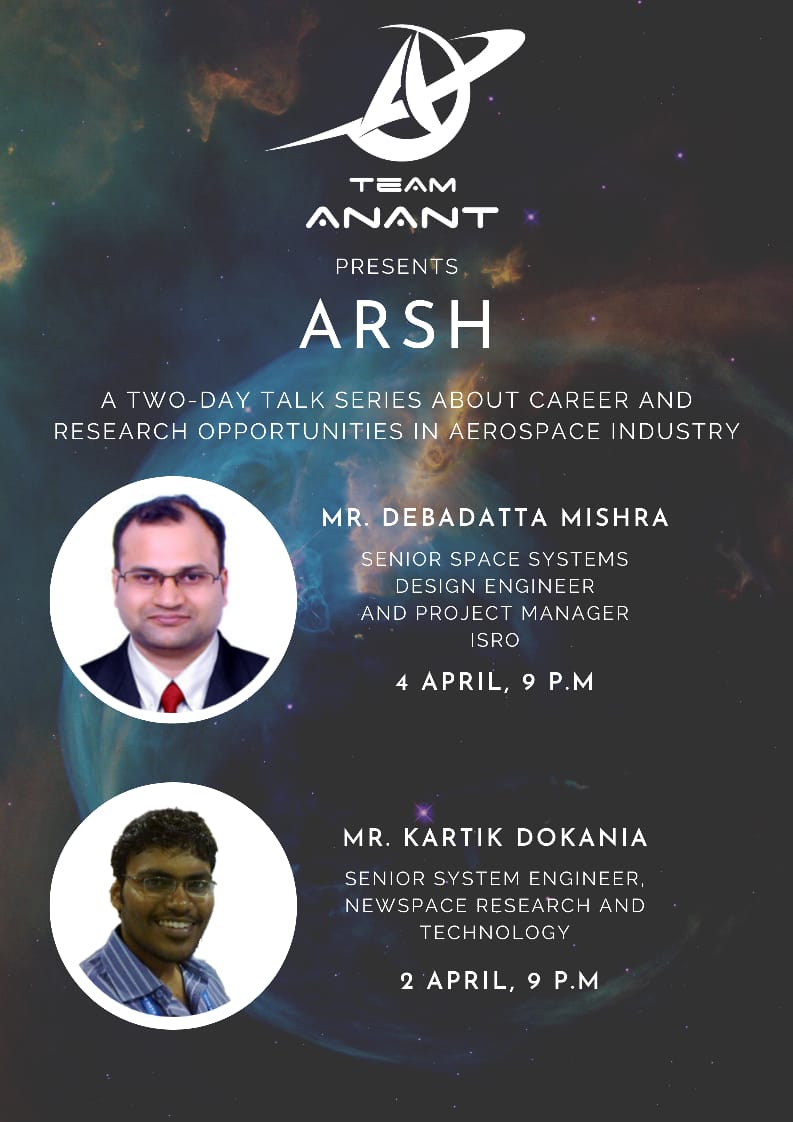 TEAM
ANANT
PRESENTS
ARSH
A TWO-DAY TALK SERIES ABOUT CAREER AND
RESEARCH OPPORTUNITIES IN AEROSPACE INDUSTRY
MR. DEBADATTA MISHRA
SENIOR SPACE SYSTEMS
DESIGN ENGINEER
AND PROJECT MANAGER
ISRO
4 APRIL, 9 P.M
MR. KARTIK DOKANIA
SENIOR SYSTEM ENGINEER,
NEWSPACE RESEARCH AND
TECHNOLOGY
2 APRIL, 9 P.M